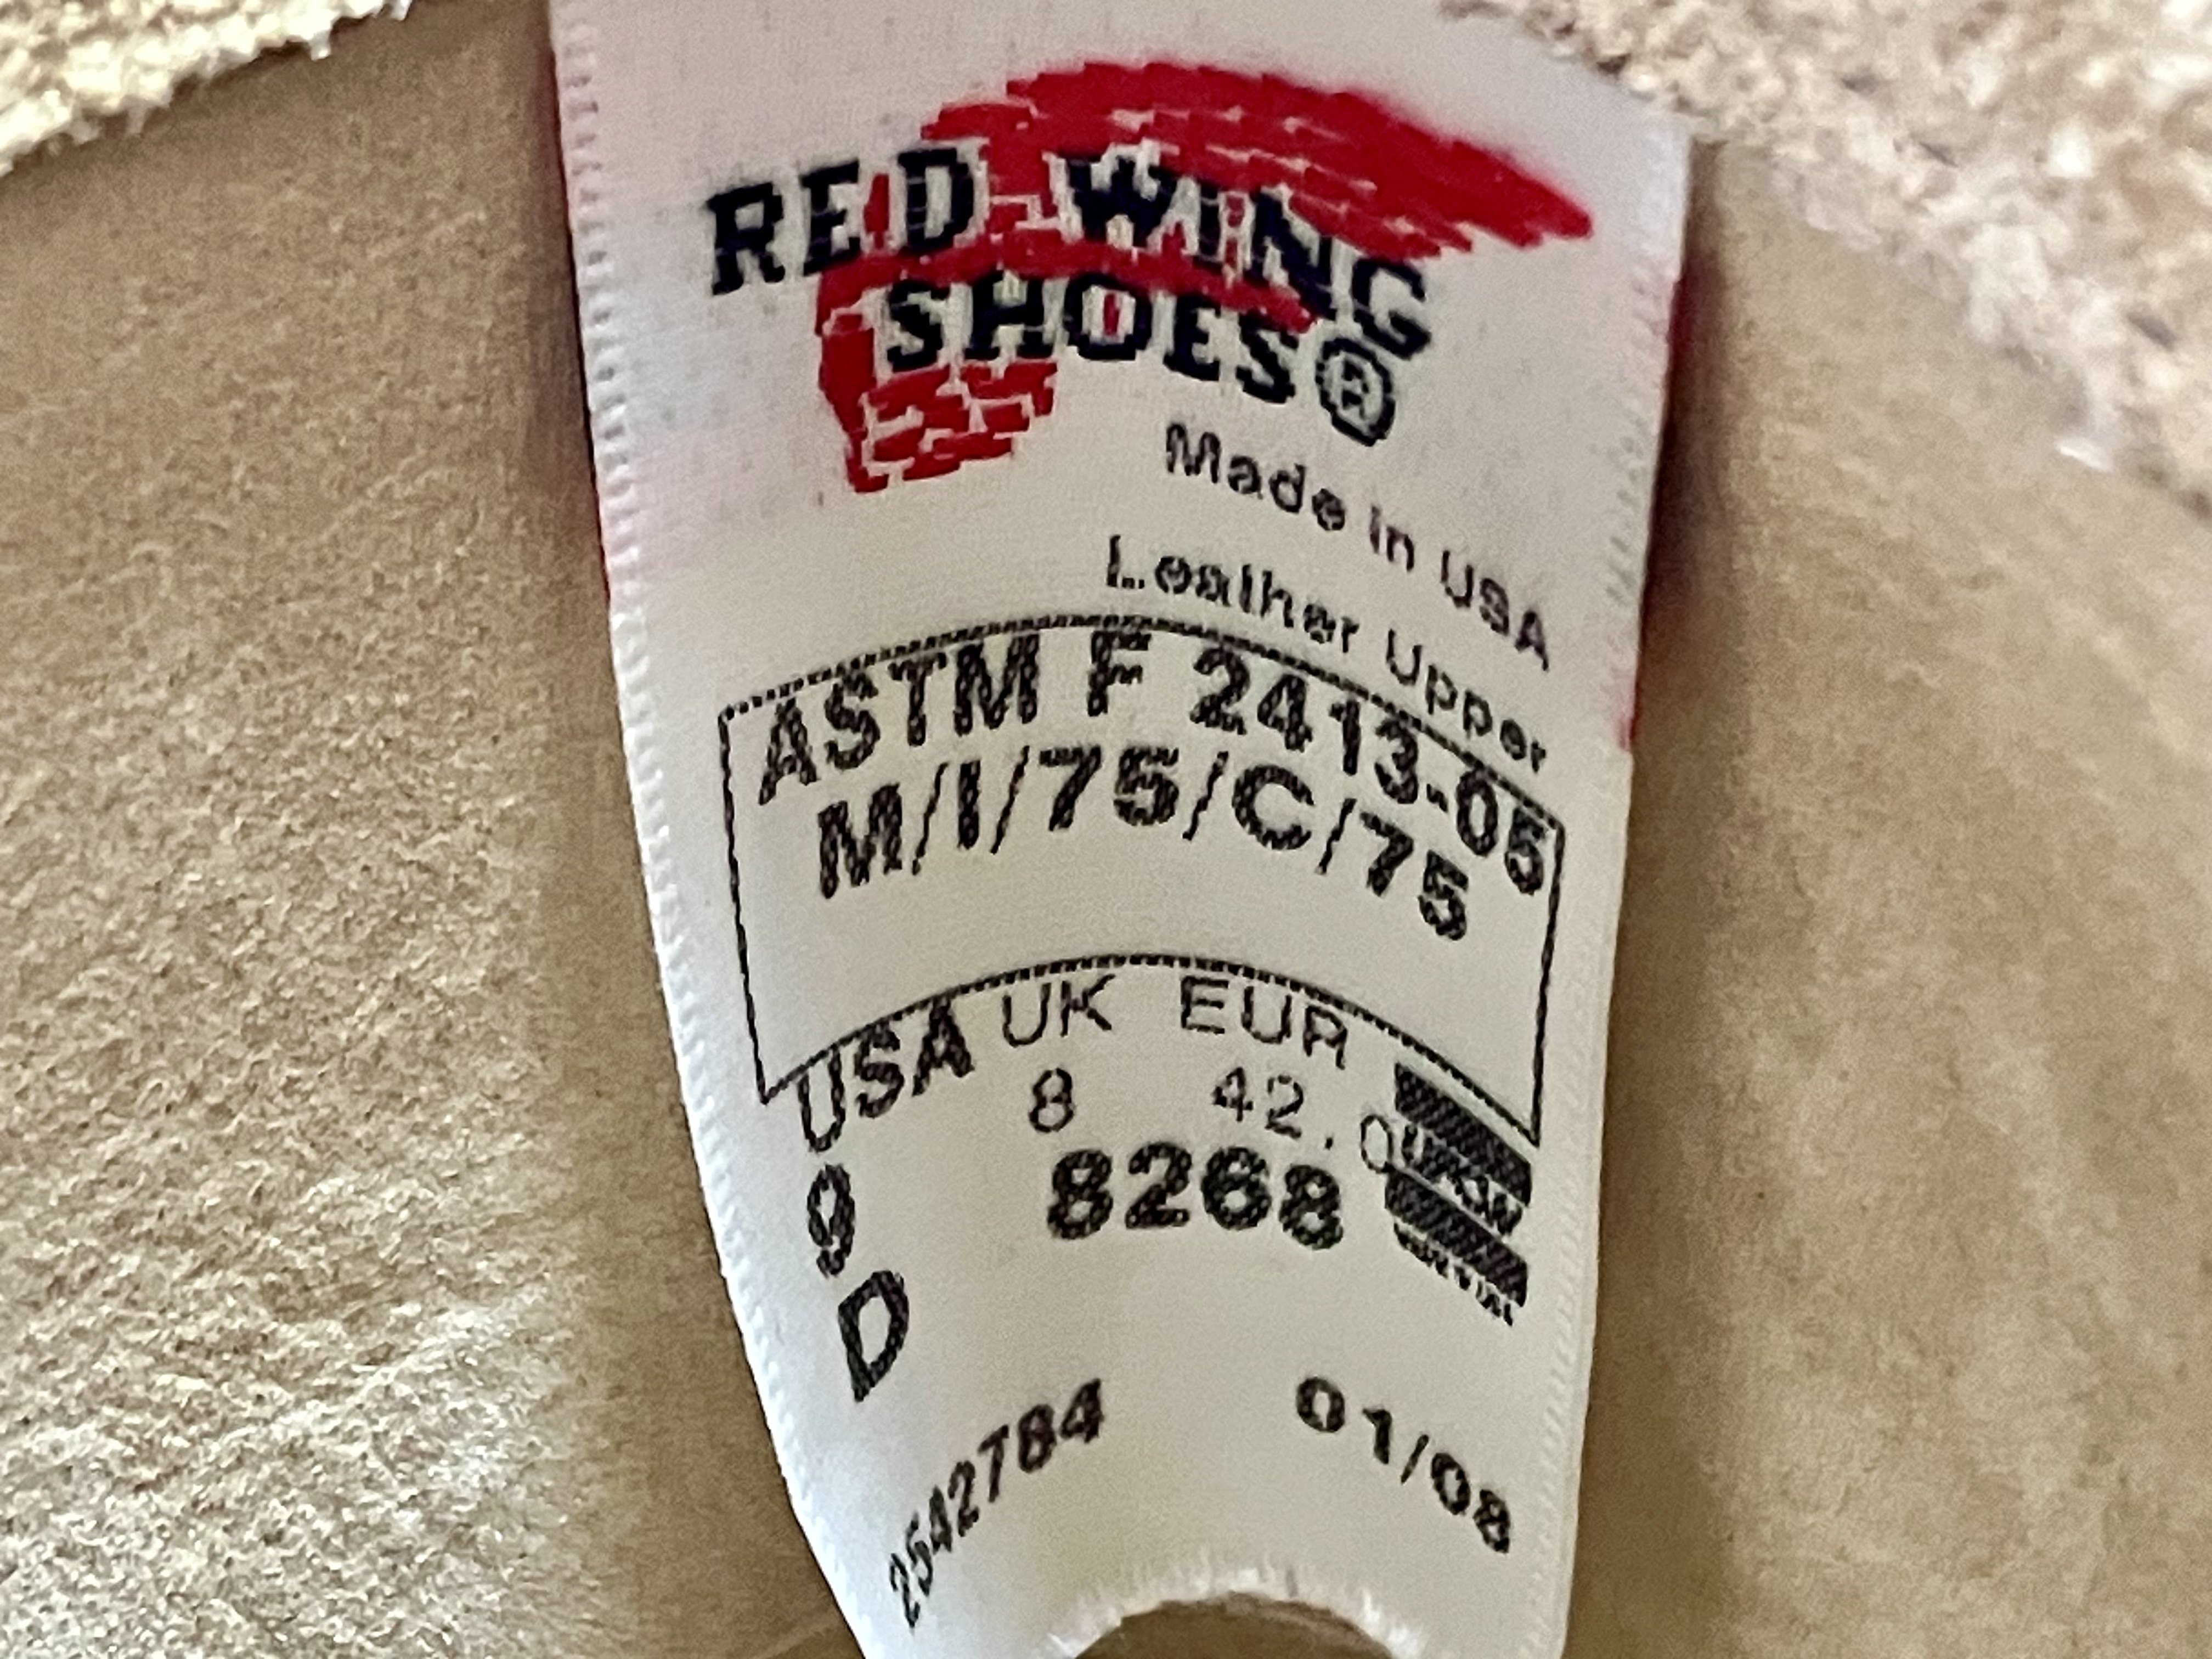 RED WING
SHOES®
Made in USA
Leather Upper
ASTM F 2413-05
M/I/75/C/75
USA UK EUR
9 8 42.0
D
8268
2542784 01/08